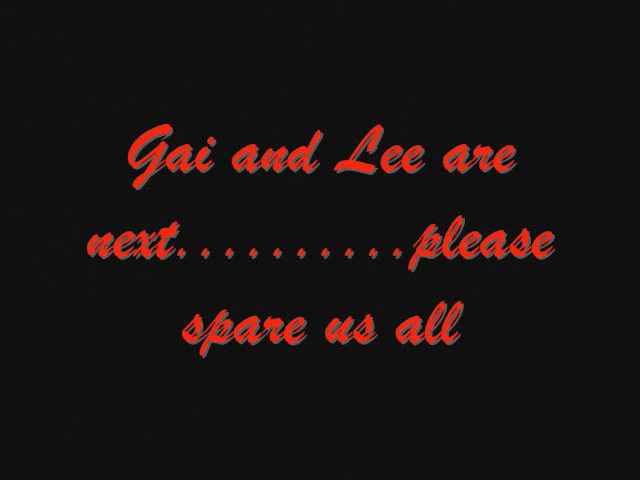 Gai and Lee are
next..........please
spare us all